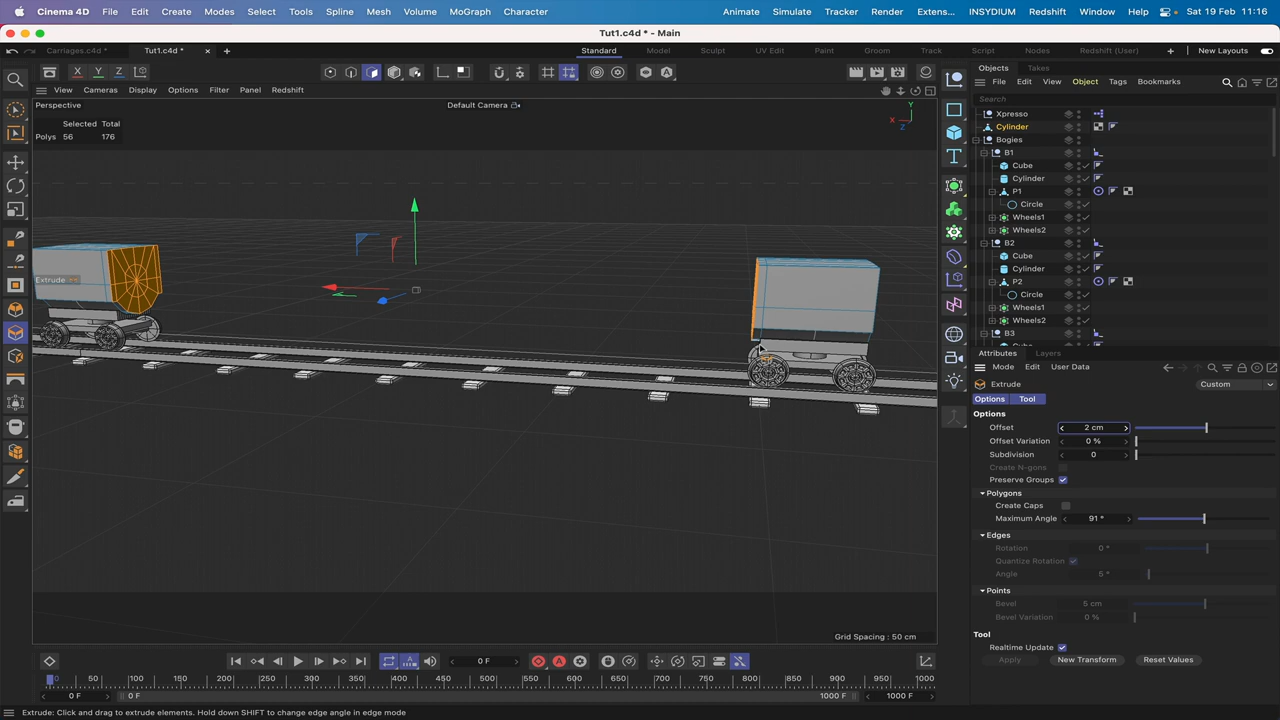 Cinema 4D File Edit Create Modes Select Tools Spline Mesh Volume MoGraph Character Animate Simulate Tracker Render Extens... INSYDIUM Redshift Window Help Sat 19 Feb 11:16
Tut1.c4d * - Main
Carriages.c4d * Tut1.c4d * Standard Model Sculpt UV Edit Paint Groom Track Script Nodes Redshift (User) New Layouts
X Y Z
View Cameras Display Options Filter Panel Redshift
Perspective Default Camera
Selected Total
Polys 56 176
Y
X
Z
Extrude
Grid Spacing : 50 cm
Objects Takes
File Edit View Object Tags Bookmarks
Search
Xpresso
Cylinder
Bogies
B1
Cube
Cylinder
P1
Circle
Wheels1
Wheels2
B2
Cube
Cylinder
P2
Circle
Wheels1
Wheels2
B3
Attributes Layers
Mode Edit User Data
Extrude Custom
Options Tool
Options
Offset 2 cm
Offset Variation 0 %
Subdivision 0
Create N-gons
Preserve Groups
Polygons
Create Caps
Maximum Angle 91 °
Edges
Rotation 0 °
Quantize Rotation
Angle 5 °
Points
Bevel 5 cm
Bevel Variation 0 %
Tool
Realtime Update
Apply New Transform Reset Values
0 F
0 50 100 150 200 250 300 350 400 450 500 550 600 650 700 750 800 850 900 950 1000
0 F 0 F 1000 F 1000 F
Extrude: Click and drag to extrude elements. Hold down SHIFT to change edge angle in edge mode